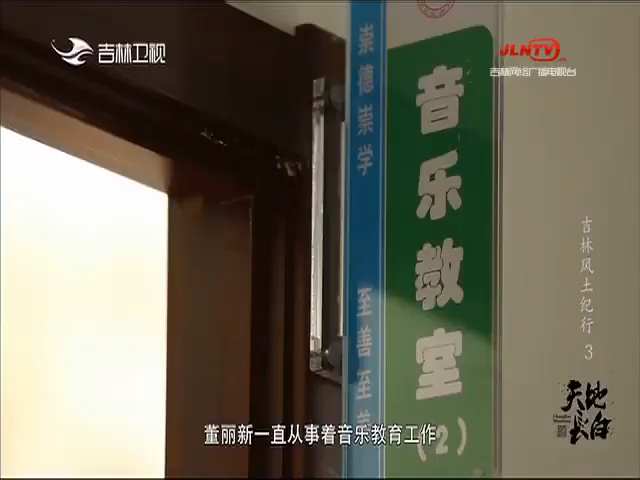 吉林卫视
JLNTV
吉林网络广播电视台
崇德崇学
至善至美
音乐教室
(2)
吉林风土纪行 3
天地长白
董丽新一直从事着音乐教育工作